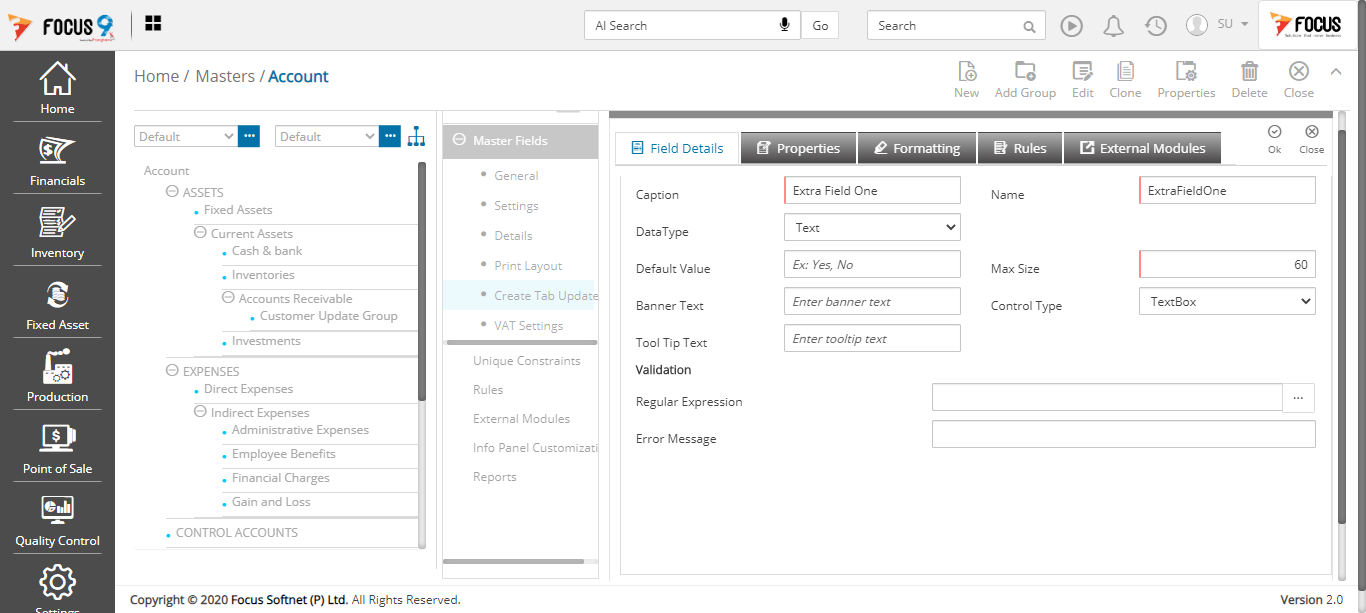 FOCUS 9
AI Search
Go
Search
SU
FOCUS
Home
Financials
Inventory
Fixed Asset
Production
Point of Sale
Quality Control
Settings
Home / Masters / Account
New
Add Group
Edit
Clone
Properties
Delete
Close
Default
...
Default
...
Account
ASSETS
Fixed Assets
Current Assets
Cash & bank
Inventories
Accounts Receivable
Customer Update Group
Investments
EXPENSES
Direct Expenses
Indirect Expenses
Administrative Expenses
Employee Benefits
Financial Charges
Gain and Loss
CONTROL ACCOUNTS
Master Fields
General
Settings
Details
Print Layout
Create Tab Update
VAT Settings
Unique Constraints
Rules
External Modules
Info Panel Customizati
Reports
Field Details
Properties
Formatting
Rules
External Modules
Ok
Close
Caption
Extra Field One
Name
ExtraFieldOne
DataType
Text
Default Value
Ex: Yes, No
Max Size
60
Banner Text
Enter banner text
Control Type
TextBox
Tool Tip Text
Enter tooltip text
Validation
Regular Expression
...
Error Message
Copyright © 2020 Focus Softnet (P) Ltd. All Rights Reserved.
Version 2.0